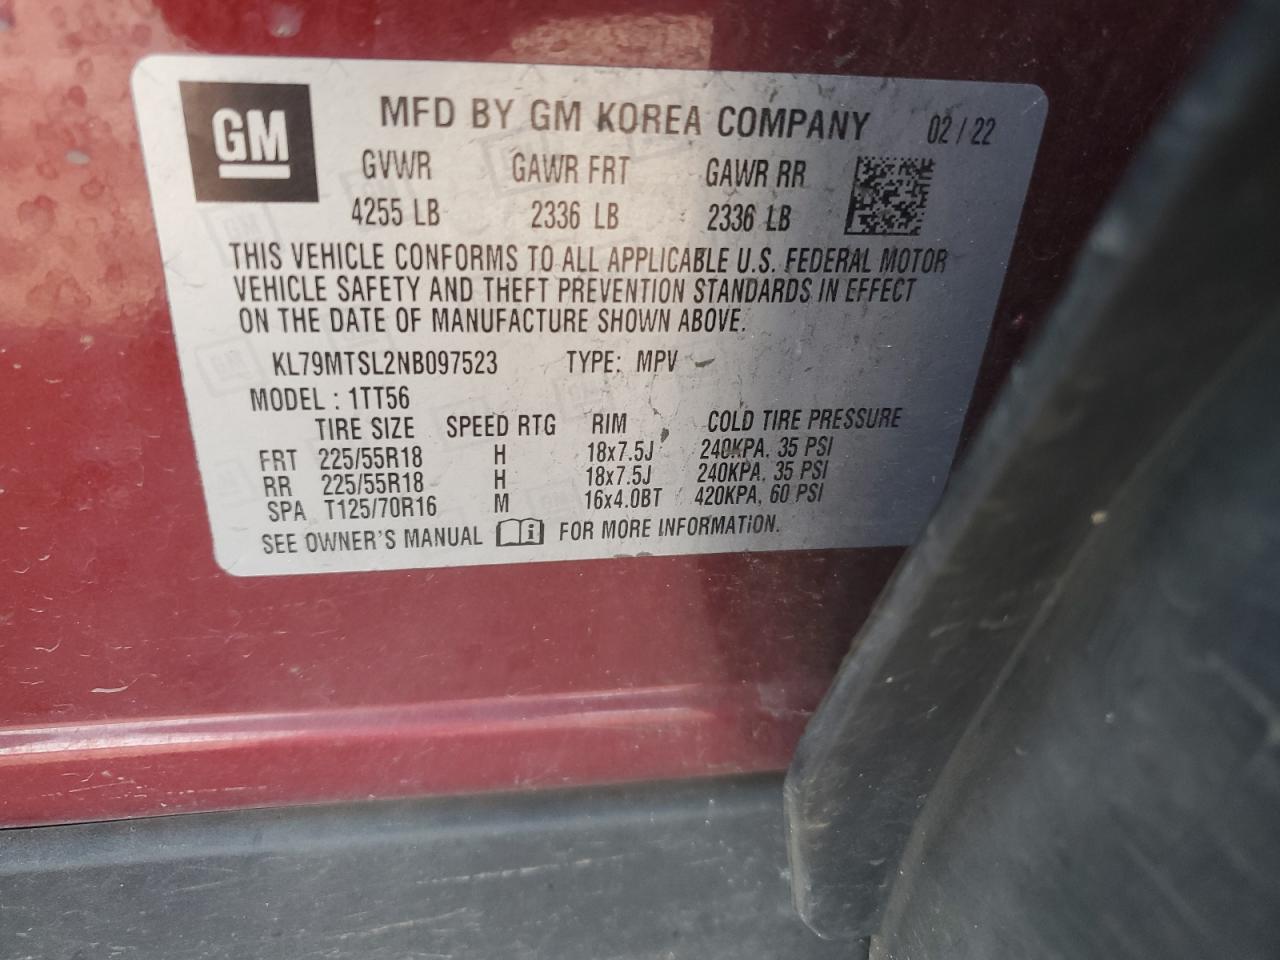 GM
MFD BY GM KOREA COMPANY 02 / 22
GVWR GAWR FRT GAWR RR
4255 LB 2336 LB 2336 LB
THIS VEHICLE CONFORMS TO ALL APPLICABLE U.S. FEDERAL MOTOR
VEHICLE SAFETY AND THEFT PREVENTION STANDARDS IN EFFECT
ON THE DATE OF MANUFACTURE SHOWN ABOVE.
KL79MTSL2NB097523 TYPE: MPV
MODEL : 1TT56
TIRE SIZE SPEED RTG RIM COLD TIRE PRESSURE
FRT 225/55R18 H 18x7.5J 240KPA, 35 PSI
RR 225/55R18 H 18x7.5J 240KPA, 35 PSI
SPA T125/70R16 M 16x4.0BT 420KPA, 60 PSI
SEE OWNER'S MANUAL i FOR MORE INFORMATION.